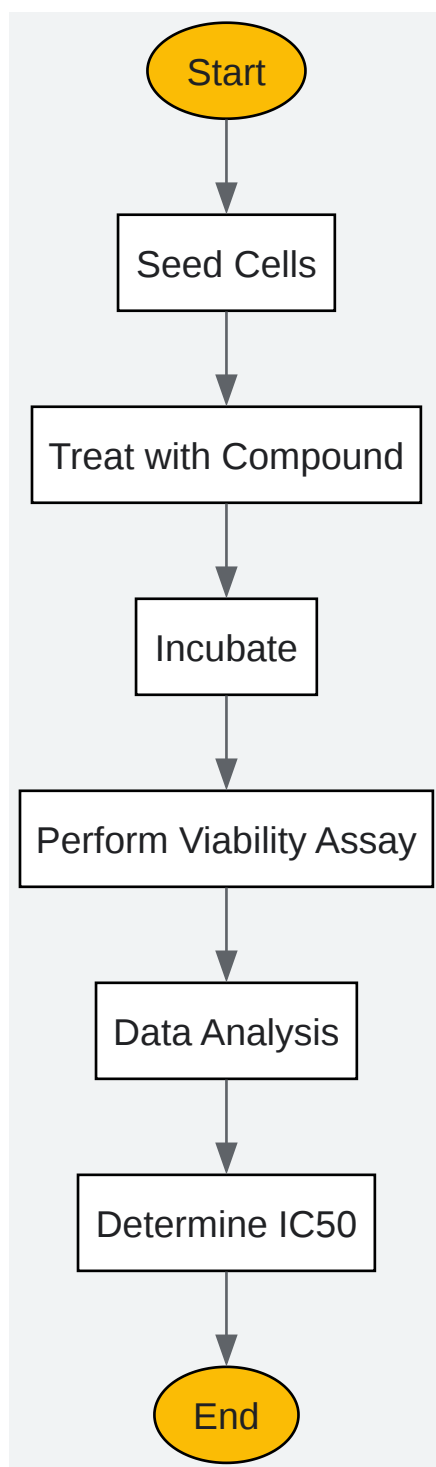 Start
Seed Cells
Treat with Compound
Incubate
Perform Viability Assay
Data Analysis
Determine IC50
End